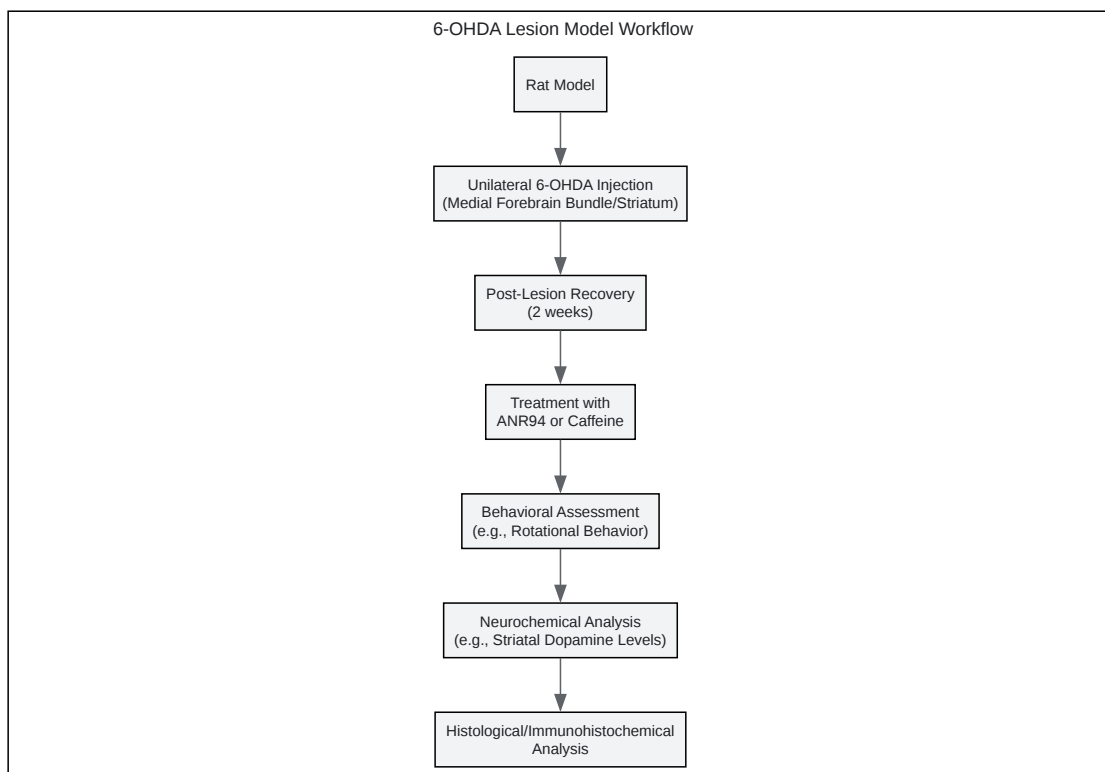 6-OHDA Lesion Model Workflow
Rat Model
Unilateral 6-OHDA Injection
(Medial Forebrain Bundle/Striatum)
Post-Lesion Recovery
(2 weeks)
Treatment with
ANR94 or Caffeine
Behavioral Assessment
(e.g., Rotational Behavior)
Neurochemical Analysis
(e.g., Striatal Dopamine Levels)
Histological/Immunohistochemical
Analysis